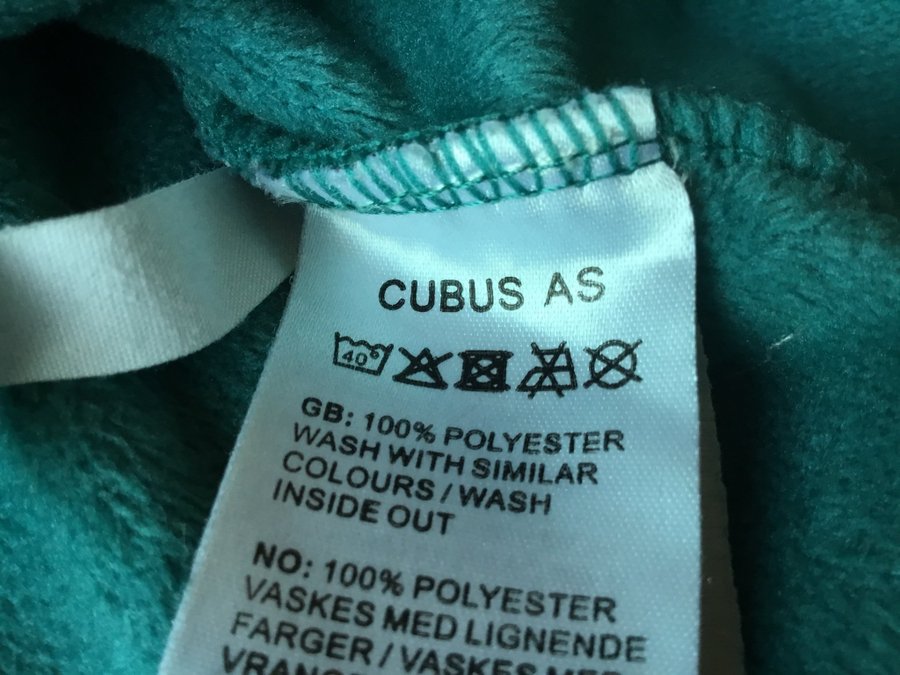 CUBUS AS
40°
GB: 100% POLYESTER
WASH WITH SIMILAR
COLOURS / WASH
INSIDE OUT
NO: 100% POLYESTER
VASKES MED LIGNENDE
FARGER / VASKES MED